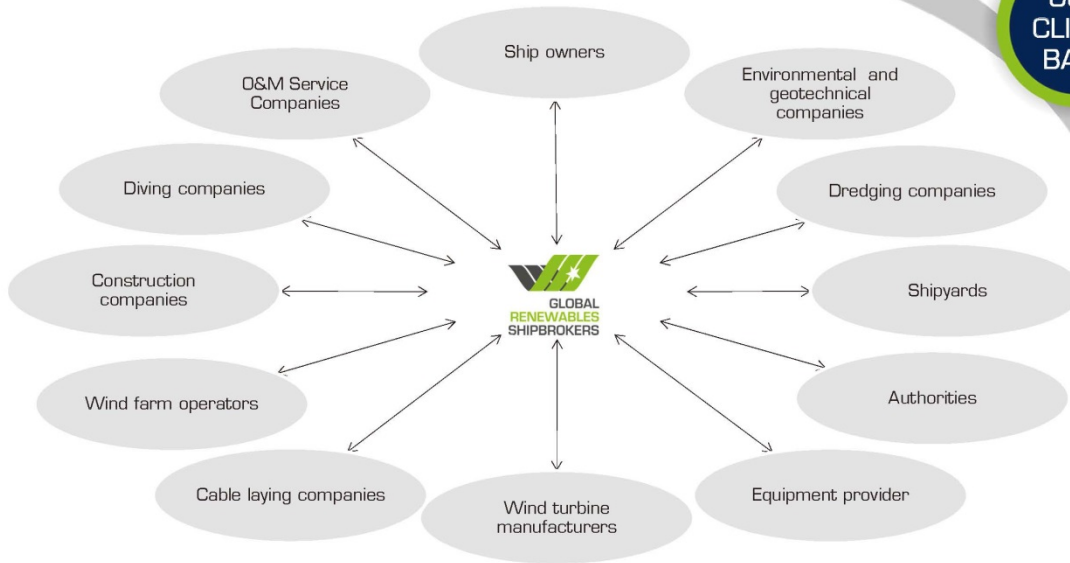 Ship owners
O&M Service
Companies
Environmental and
geotechnical
companies
Diving companies
Dredging companies
Construction
companies
GLOBAL
RENEWABLES
SHIPBROKERS
Shipyards
Wind farm operators
Authorities
Cable laying companies
Wind turbine
manufacturers
Equipment provider